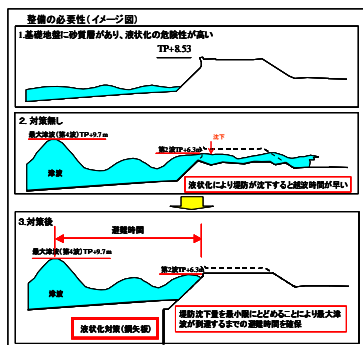 整備の必要性(イメージ図)
1.基礎地盤に砂質層があり、液状化の危険性が高い
TP+8.53
2. 対策無し
最大津波(第4波)TP+9.7m
第2波TP+6.3m
沈下
津波
液状化により堤防が沈下すると越波時間が早い
3.対策後
避難時間
最大津波(第4波)TP+9.7m
第2波TP+6.3m
津波
液状化対策(鋼矢板)
堤防沈下量を最小限にとどめることにより最大津
波が到達するまでの避難時間を確保